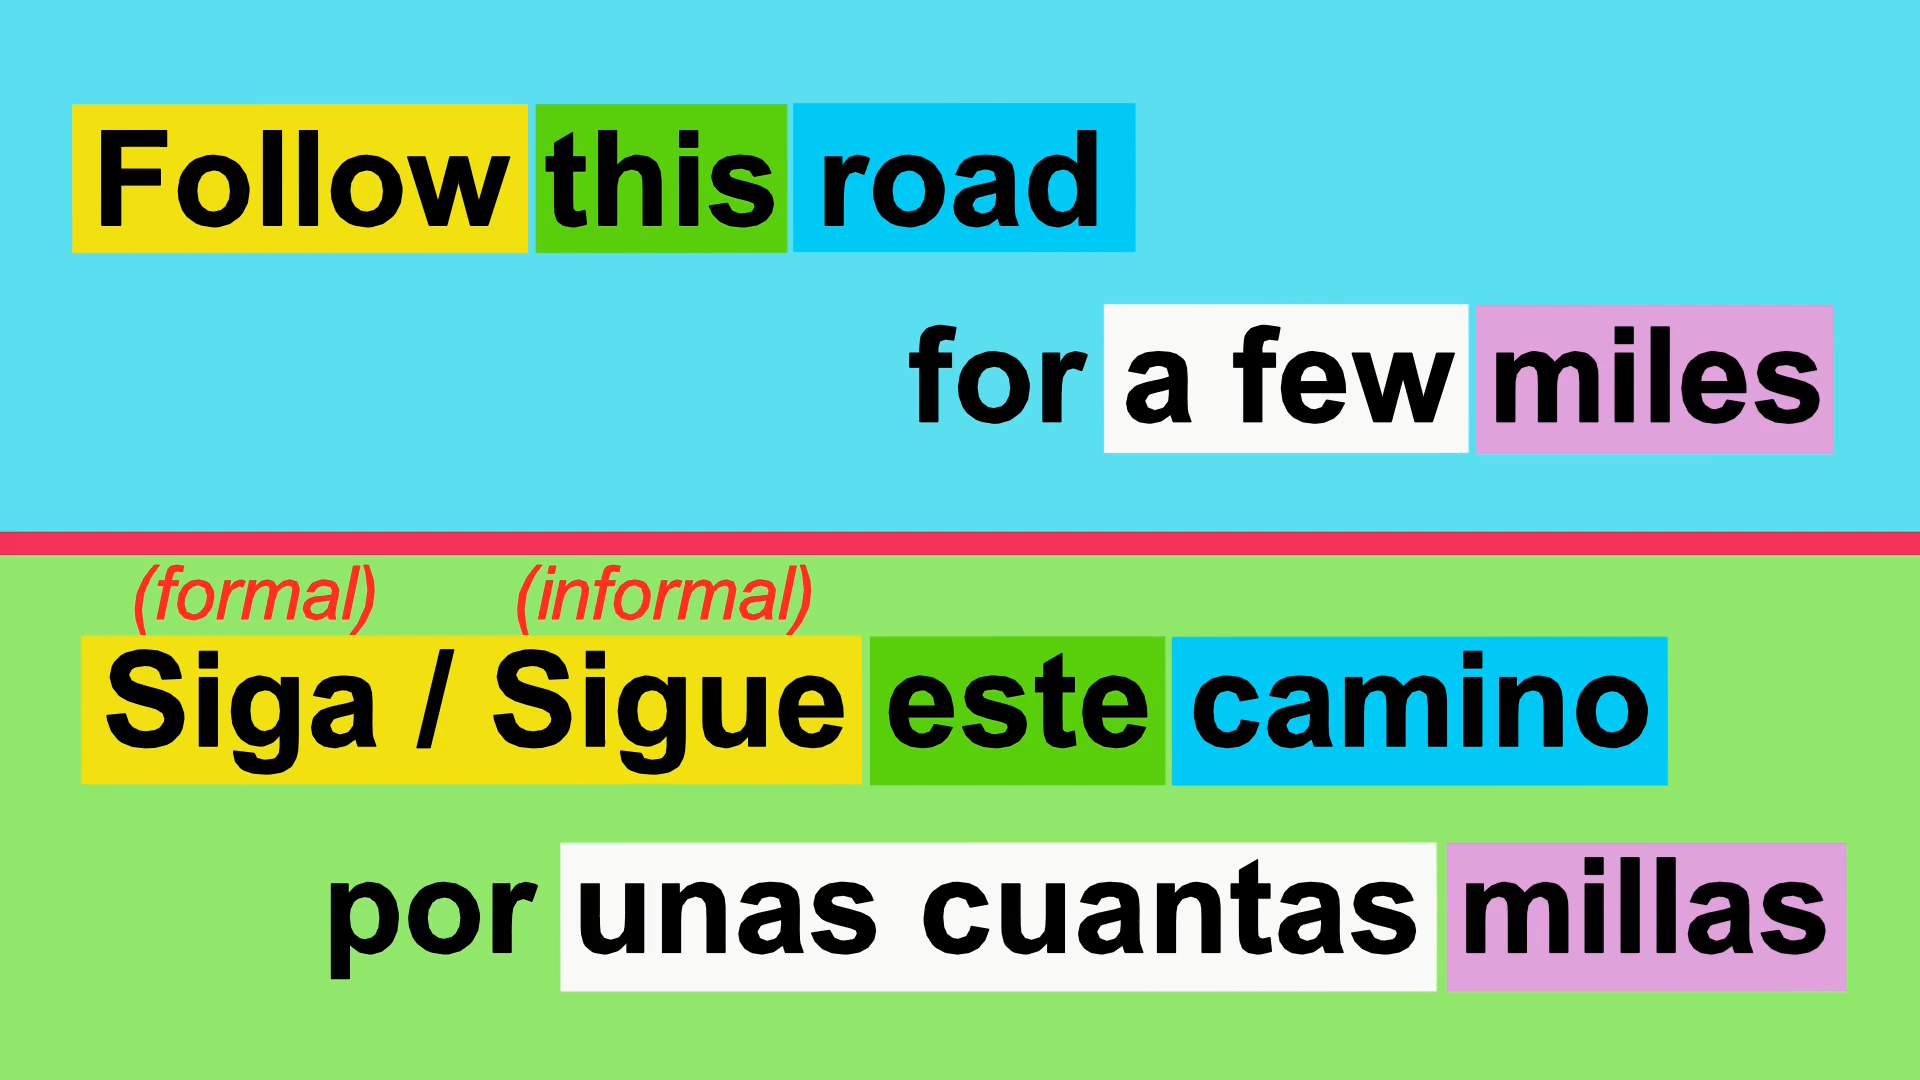 Follow this road
for a few miles
(formal) (informal)
Siga / Sigue este camino
por unas cuantas millas